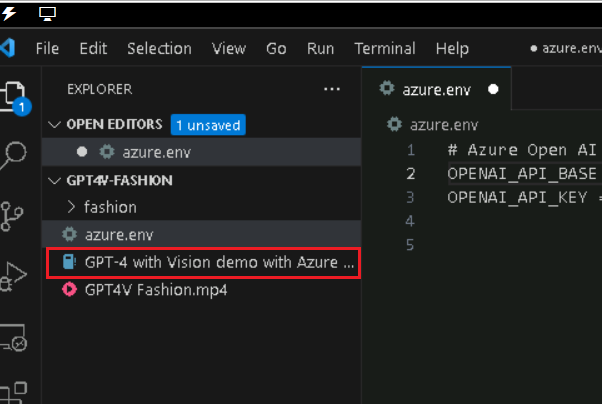 File Edit Selection View Go Run Terminal Help ● azure.env
EXPLORER ...
azure.env ●
OPEN EDITORS 1 unsaved
azure.env
● azure.env
1 # Azure Open AI
GPT4V-FASHION
2 OPENAI_API_BASE
fashion
3 OPENAI_API_KEY =
azure.env
4
GPT-4 with Vision demo with Azure ...
5
GPT4V Fashion.mp4
1